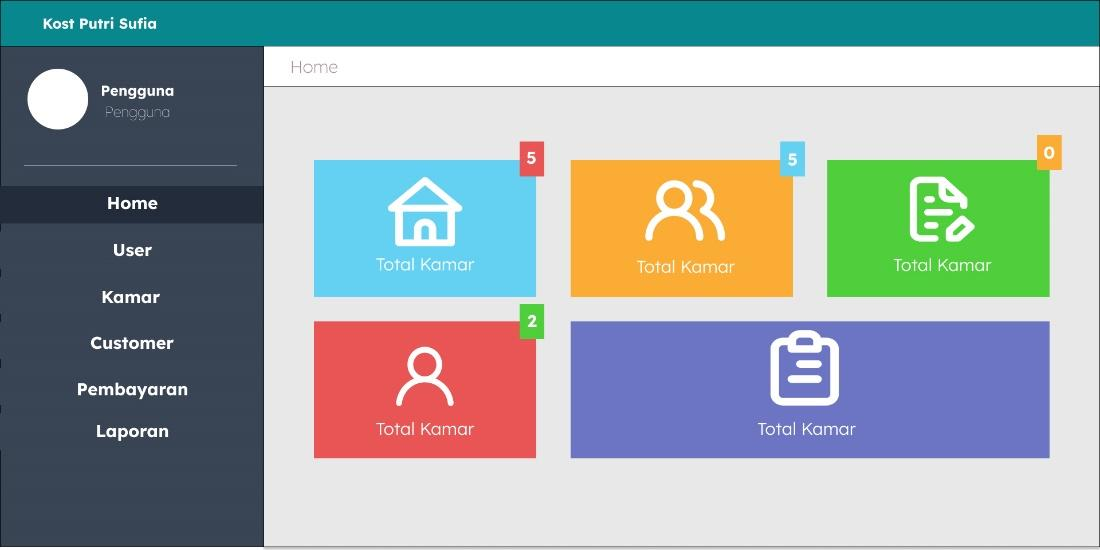 Kost Putri Sufia
Pengguna
Pengguna
Home
User
Kamar
Customer
Pembayaran
Laporan
Home
5
Total Kamar
5
Total Kamar
0
Total Kamar
2
Total Kamar
Total Kamar